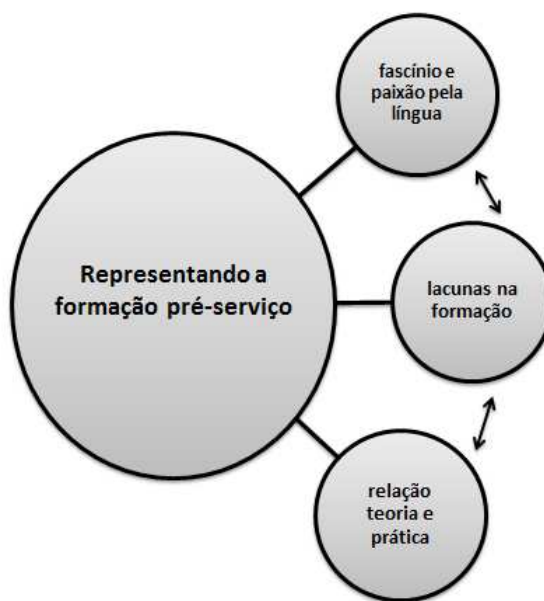 fascínio e
paixão pela
língua
Representando a
formação pré-serviço
lacunas na
formação
relação
teoria e
prática